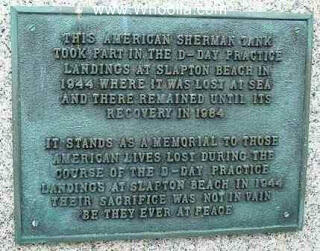 www.Whoolla.com
THIS AMERICAN SHERMAN TANK
TOOK PART IN THE D-DAY PRACTICE
LANDINGS AT SLAPTON BEACH IN
1944 WHERE IT WAS LOST AT SEA
AND THERE REMAINED UNTIL ITS
RECOVERY IN 1984
IT STANDS AS A MEMORIAL TO THOSE
AMERICAN LIVES LOST DURING THE
COURSE OF THE D-DAY PRACTICE
LANDINGS AT SLAPTON BEACH IN 1944
THEIR SACRIFICE WAS NOT IN VAIN
BE THEY EVER AT PEACE